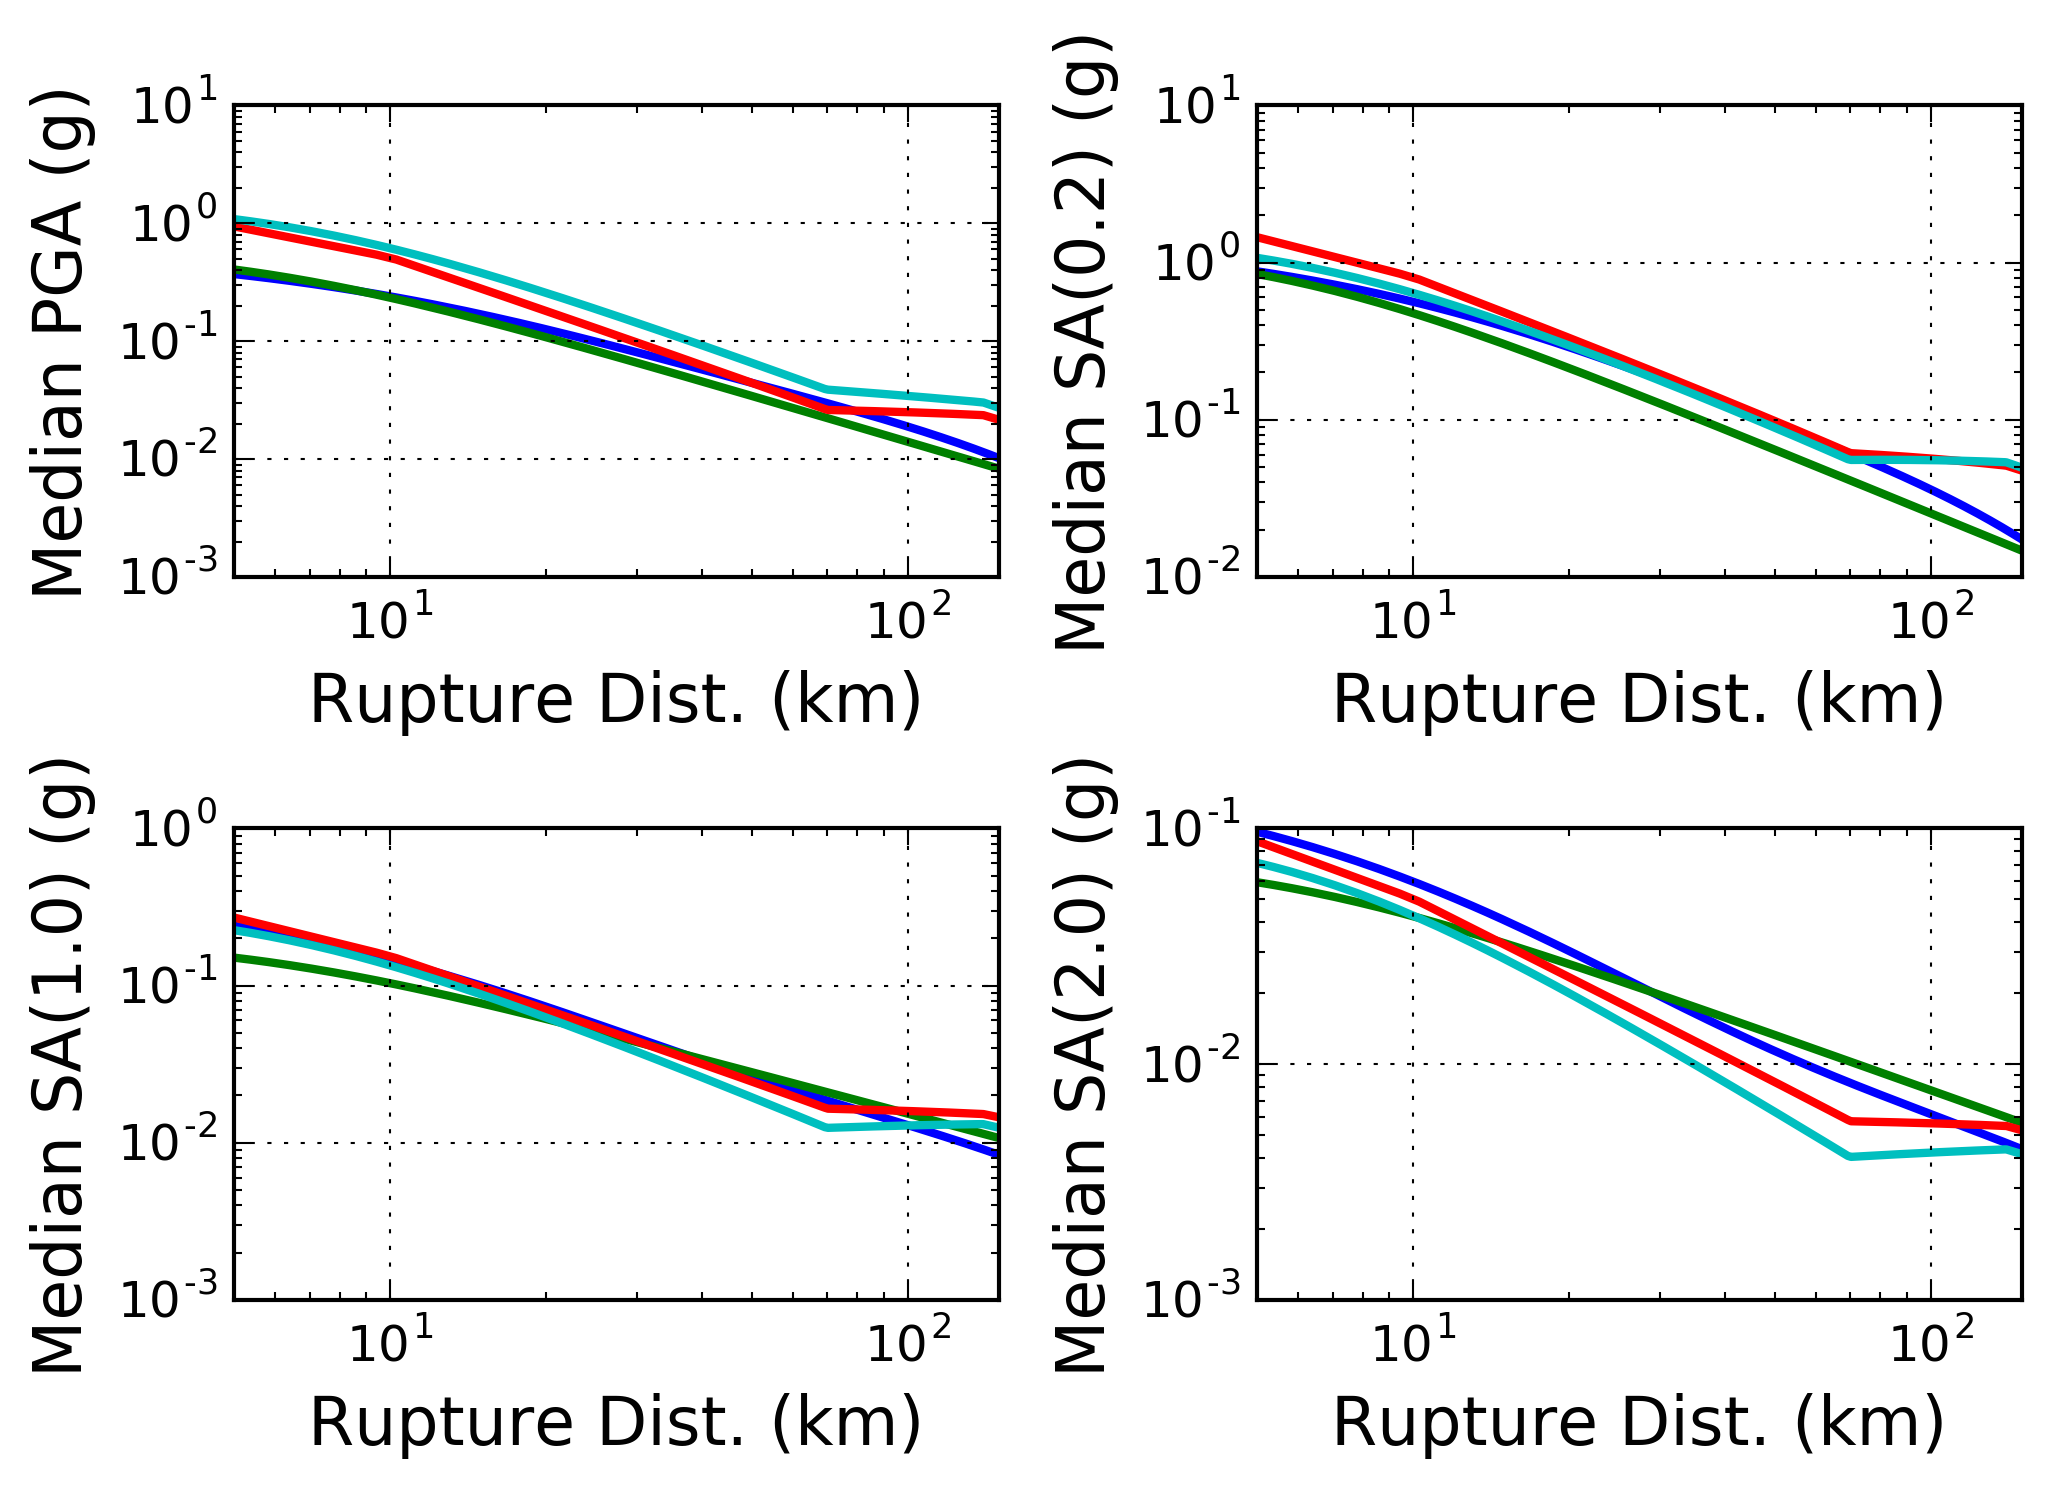 Median PGA (g)
10^1
10^0
10^-1
10^-2
10^-3
10^1 10^2
Rupture Dist. (km)
Median SA(0.2) (g)
10^1
10^0
10^-1
10^-2
10^1 10^2
Rupture Dist. (km)
Median SA(1.0) (g)
10^0
10^-1
10^-2
10^-3
10^1 10^2
Rupture Dist. (km)
Median SA(2.0) (g)
10^-1
10^-2
10^-3
10^1 10^2
Rupture Dist. (km)